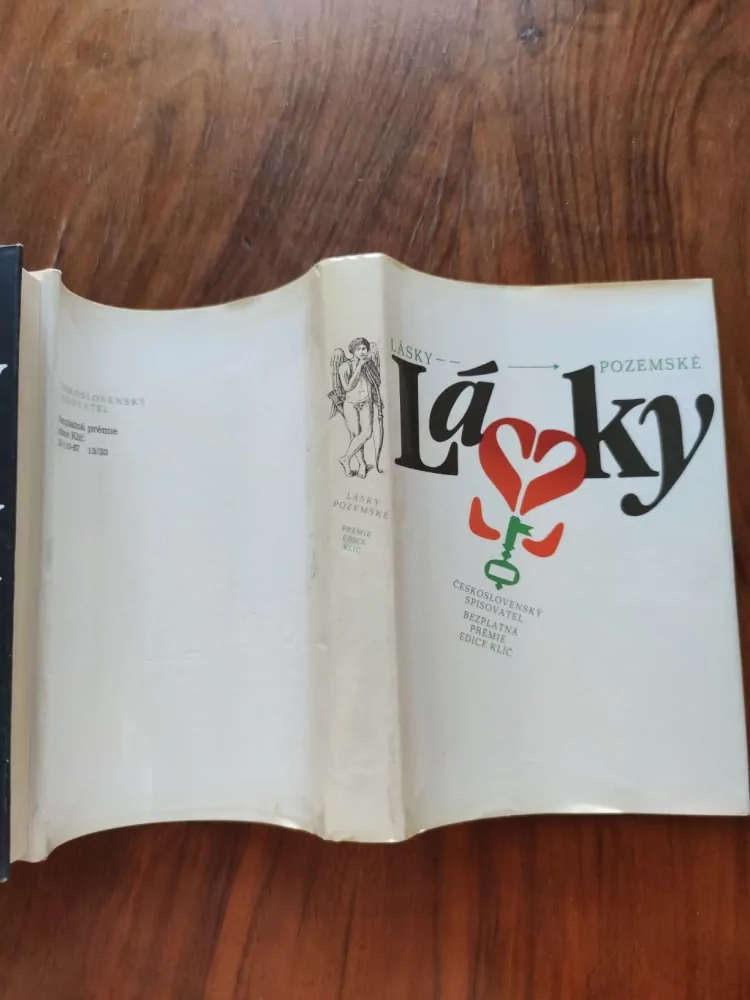 ČESKOSLOVENSKÝ
SPISOVATEL
Bezplatná prémie
edice Klíč
13/33
LÁSKY
POZEMSKÉ
PRÉMIE
EDICE
KLÍČ
LÁSKY
POZEMSKÉ
Lásky
ČESKOSLOVENSKÝ
SPISOVATEL
BEZPLATNÁ
PRÉMIE
EDICE KLÍČ